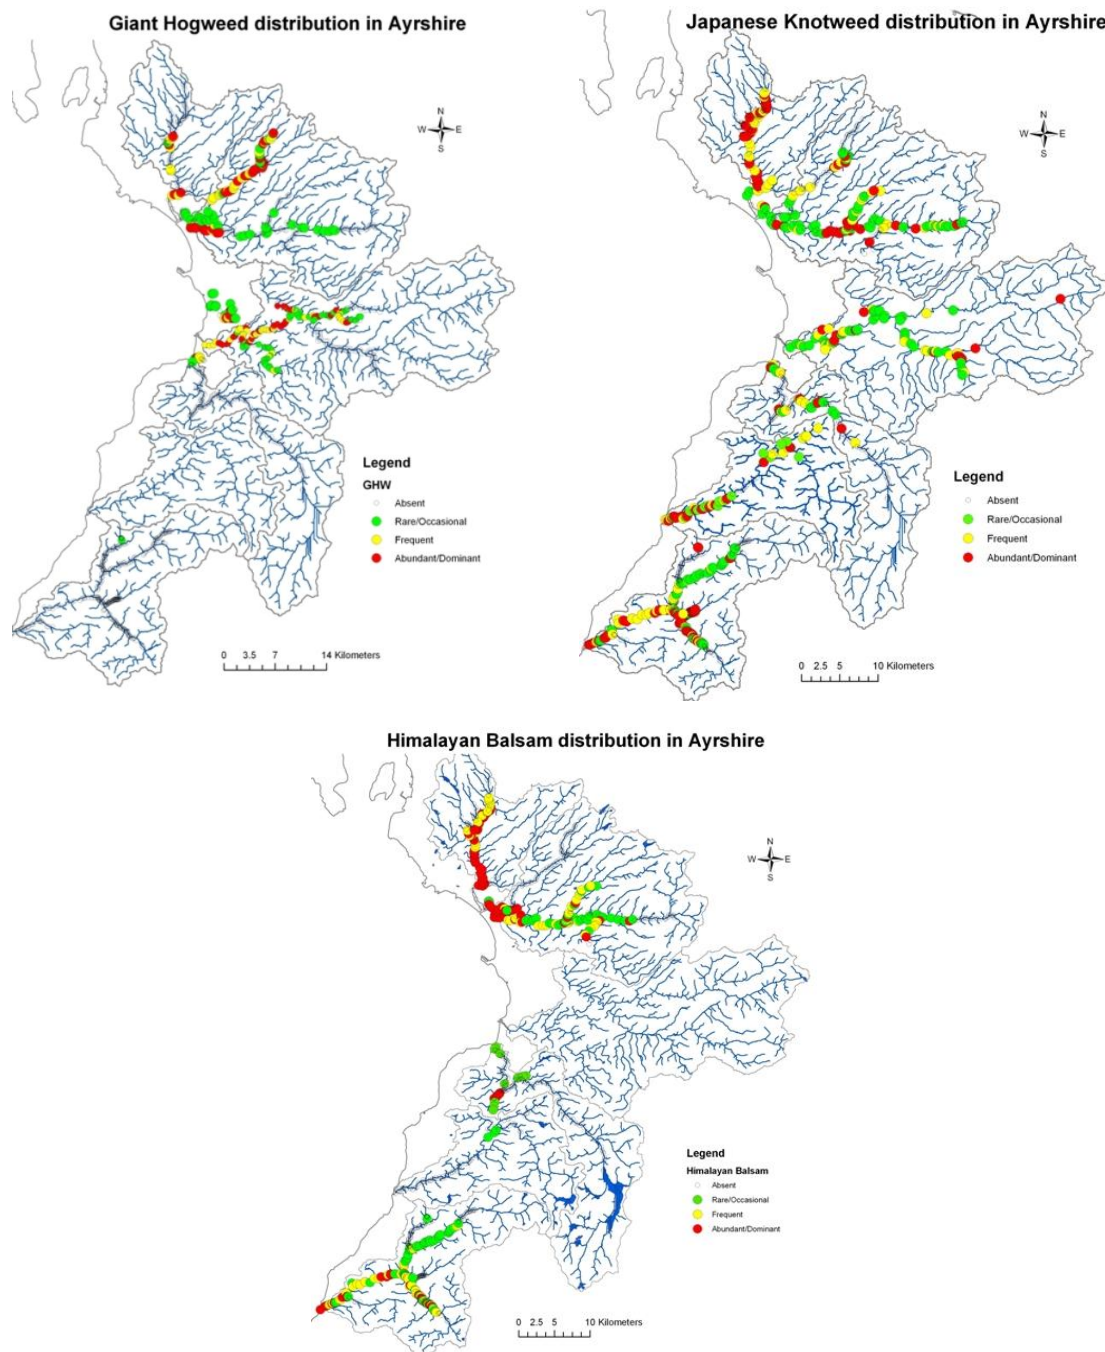 Giant Hogweed distribution in Ayrshire
N
W E
S
Legend
GHW
Absent
Rare/Occasional
Frequent
Abundant/Dominant
0 3.5 7 14 Kilometers
Japanese Knotweed distribution in Ayrshire
N
W E
S
Legend
Absent
Rare/Occasional
Frequent
Abundant/Dominant
0 2.5 5 10 Kilometers
Himalayan Balsam distribution in Ayrshire
N
W E
S
Legend
Himalayan Balsam
Absent
Rare/Occasional
Frequent
Abundant/Dominant
0 2.5 5 10 Kilometers